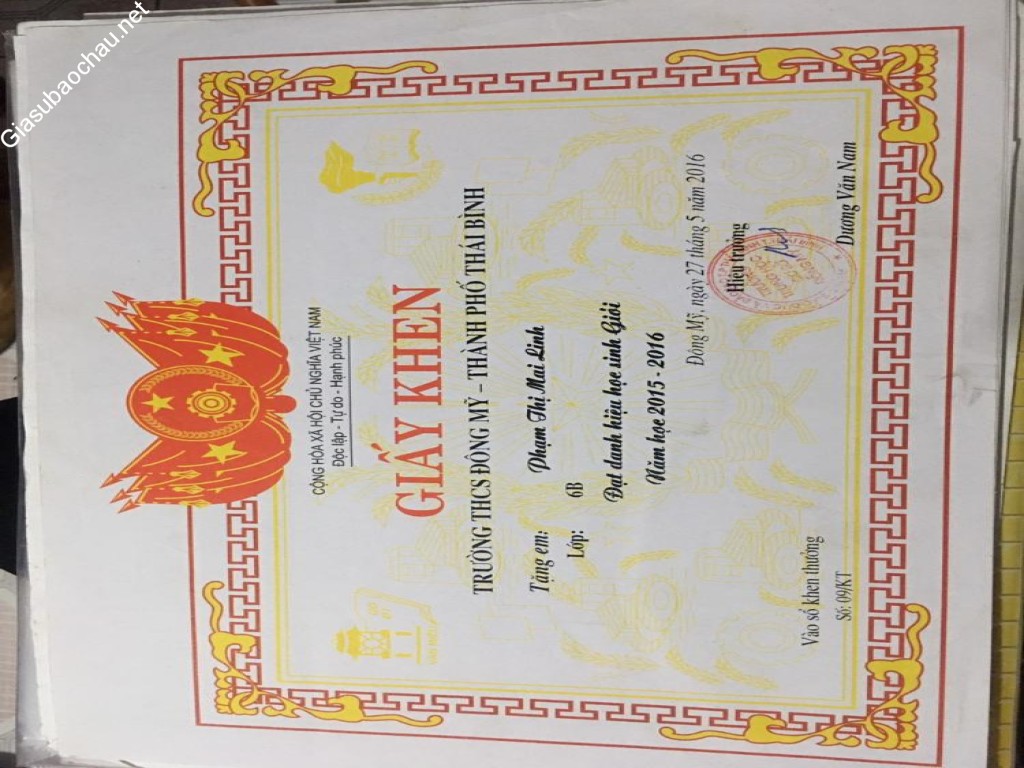 Giasubaochau.net
CỘNG HÒA XÃ HỘI CHỦ NGHĨA VIỆT NAM
Độc lập - Tự do - Hạnh phúc
GIẤY KHEN
TRƯỜNG THCS ĐÔNG MỸ – THÀNH PHỐ THÁI BÌNH
Tặng em: Phạm Thị Mai Linh
Lớp: 6B
Đạt danh hiệu học sinh Giỏi
Năm học 2015 - 2016
Đông Mỹ, ngày 27 tháng 5 năm 2016
Hiệu trưởng
Vào sổ khen thưởng
Số: 09/KT
Dương Văn Nam